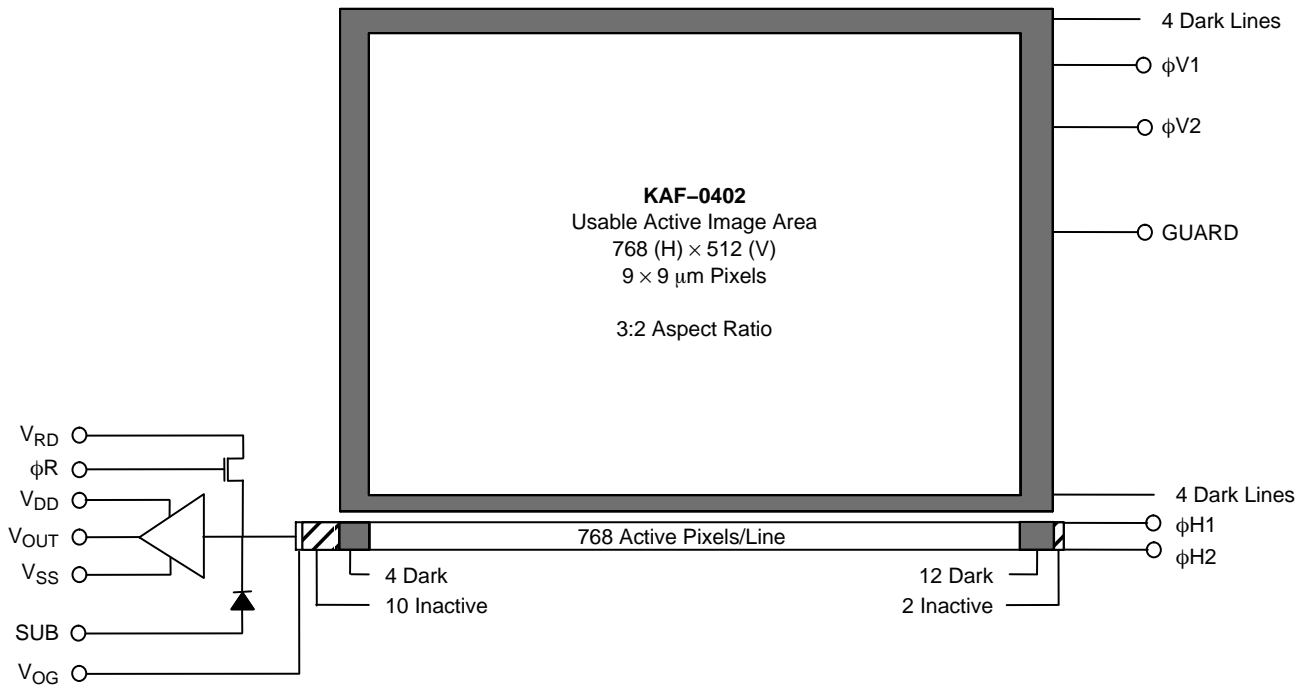 4 Dark Lines
ϕV1
ϕV2
KAF−0402
Usable Active Image Area
768 (H) × 512 (V)
9 × 9 μm Pixels
3:2 Aspect Ratio
GUARD
V_RD
ϕR
V_DD
V_OUT
V_SS
SUB
V_OG
4 Dark Lines
ϕH1
768 Active Pixels/Line
ϕH2
4 Dark
12 Dark
10 Inactive
2 Inactive